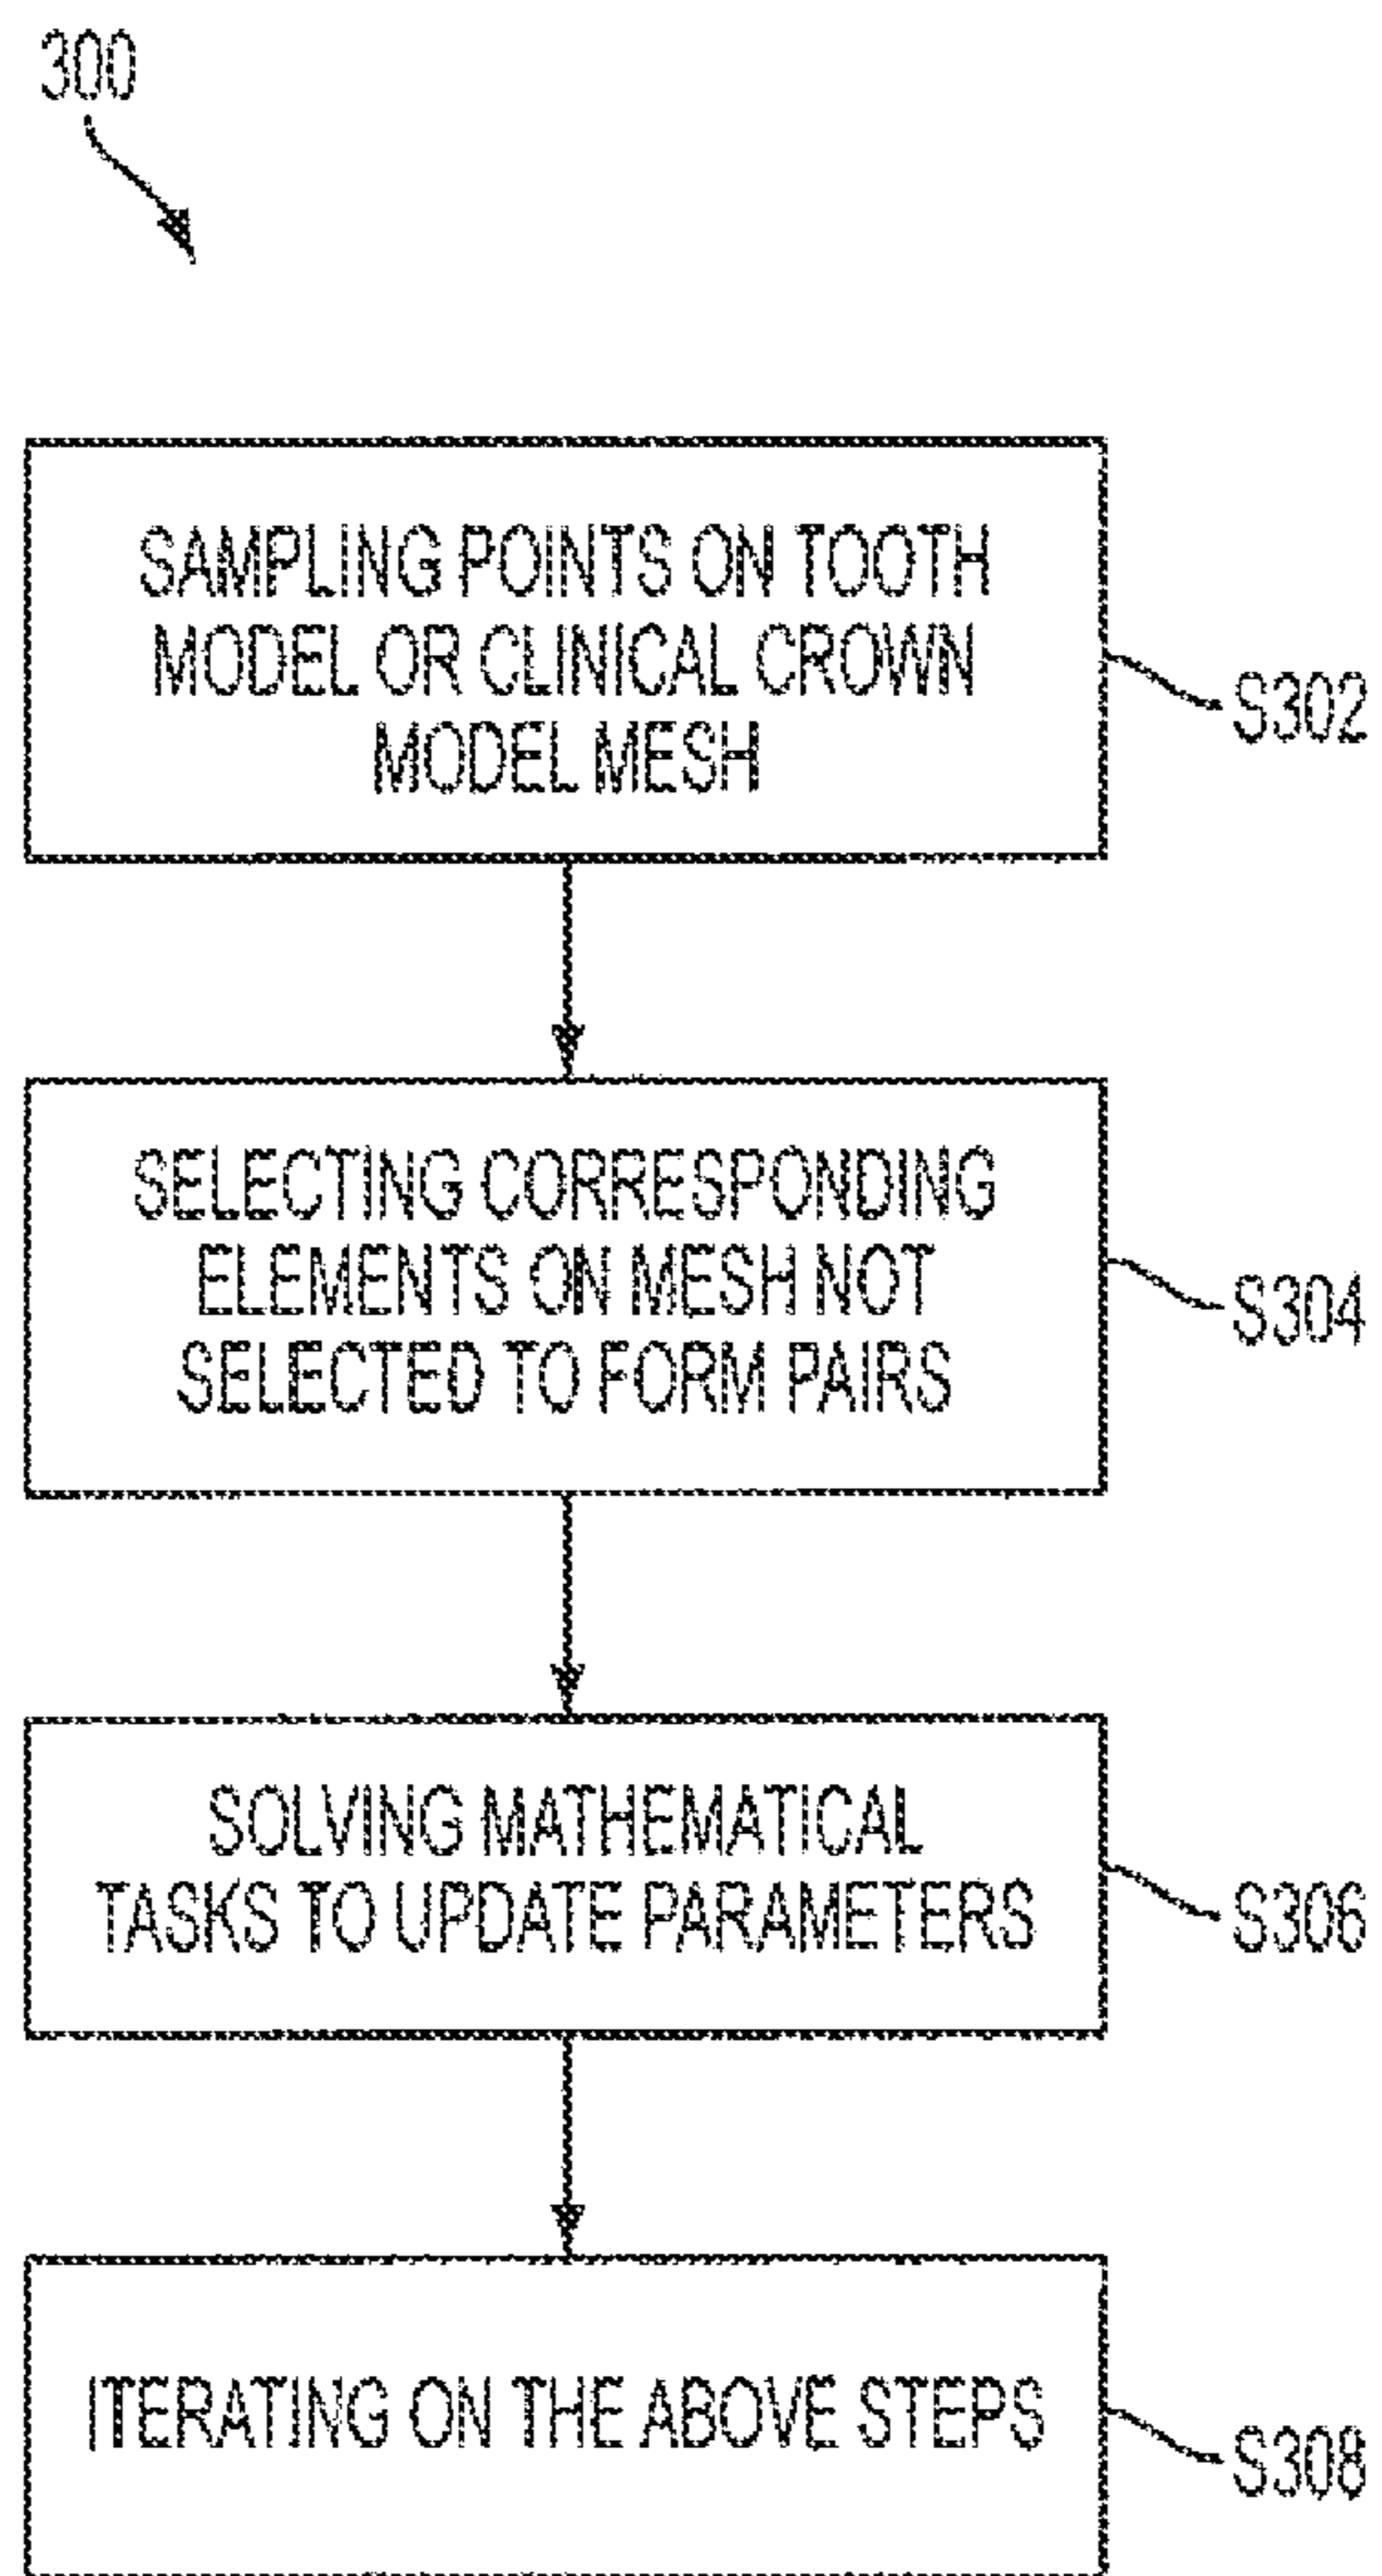 300
SAMPLING POINTS ON TOOTH
MODEL OR CLINICAL CROWN
MODEL MESH
S302
SELECTING CORRESPONDING
ELEMENTS ON MESH NOT
SELECTED TO FORM PAIRS
S304
SOLVING MATHEMATICAL
TASKS TO UPDATE PARAMETERS
S306
ITERATING ON THE ABOVE STEPS
S308